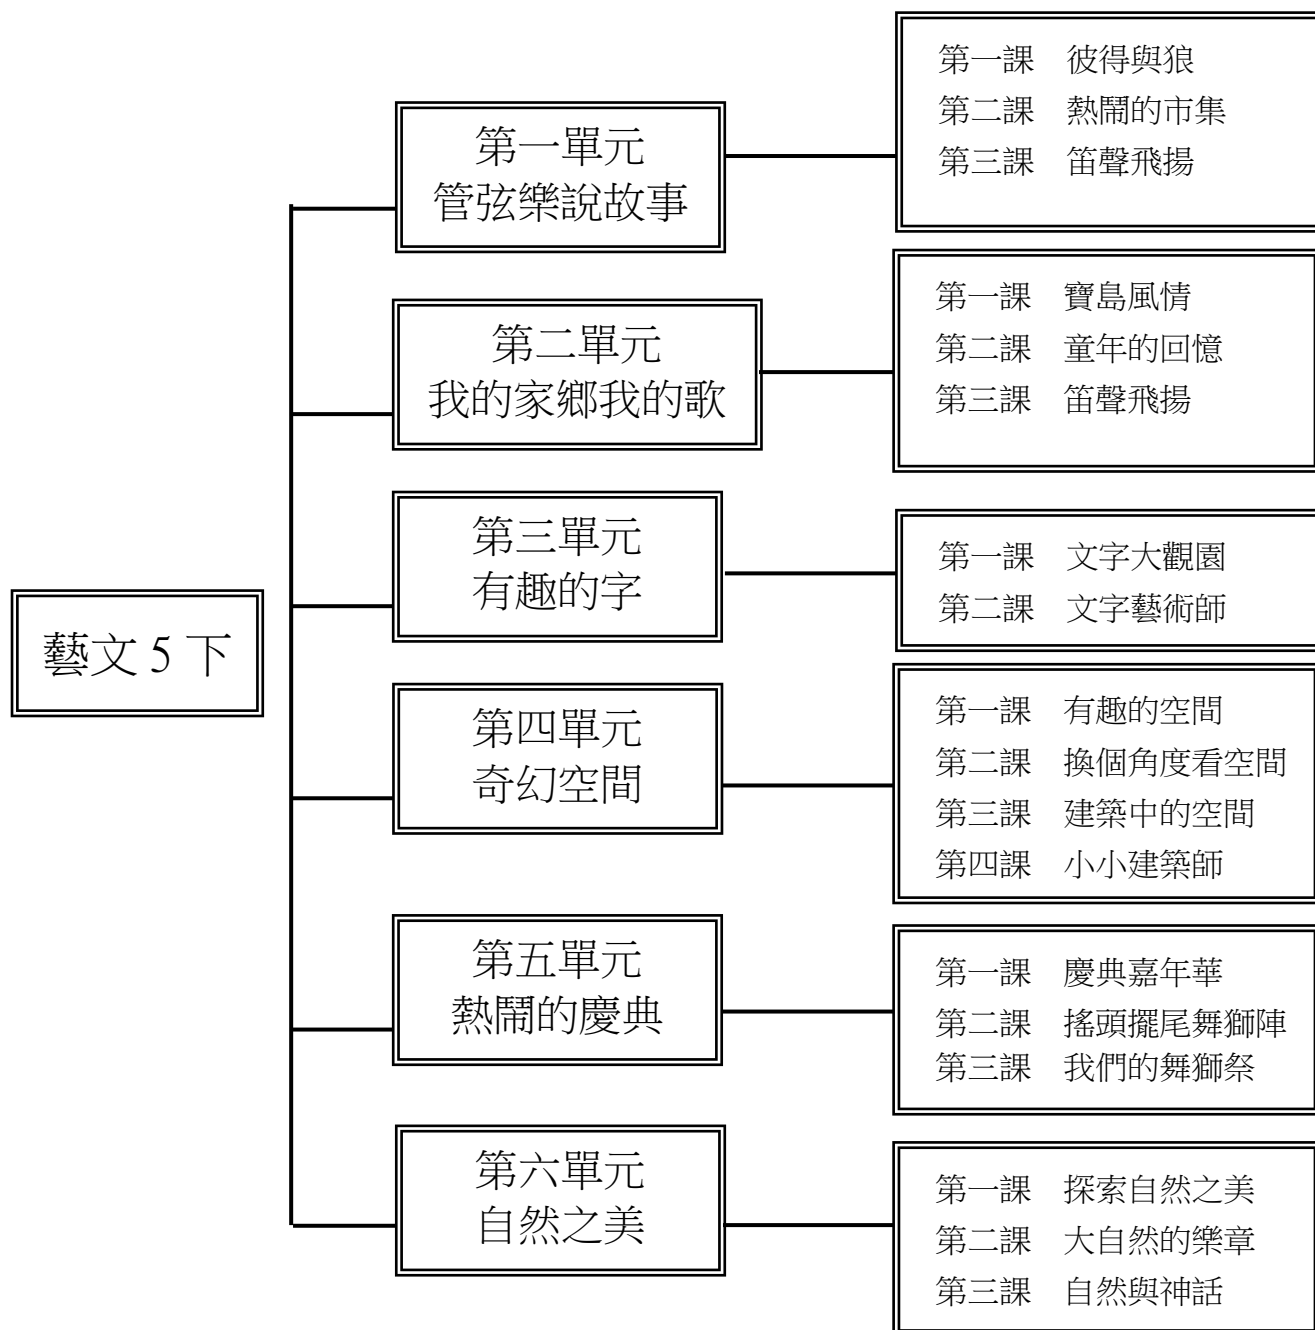 藝文 5 下
第一單元
管弦樂說故事
第一課　彼得與狼
第二課　熱鬧的市集
第三課　笛聲飛揚
第二單元
我的家鄉我的歌
第一課　寶島風情
第二課　童年的回憶
第三課　笛聲飛揚
第三單元
有趣的字
第一課　文字大觀園
第二課　文字藝術師
第四單元
奇幻空間
第一課　有趣的空間
第二課　換個角度看空間
第三課　建築中的空間
第四課　小小建築師
第五單元
熱鬧的慶典
第一課　慶典嘉年華
第二課　搖頭擺尾舞獅陣
第三課　我們的舞獅祭
第六單元
自然之美
第一課　探索自然之美
第二課　大自然的樂章
第三課　自然與神話